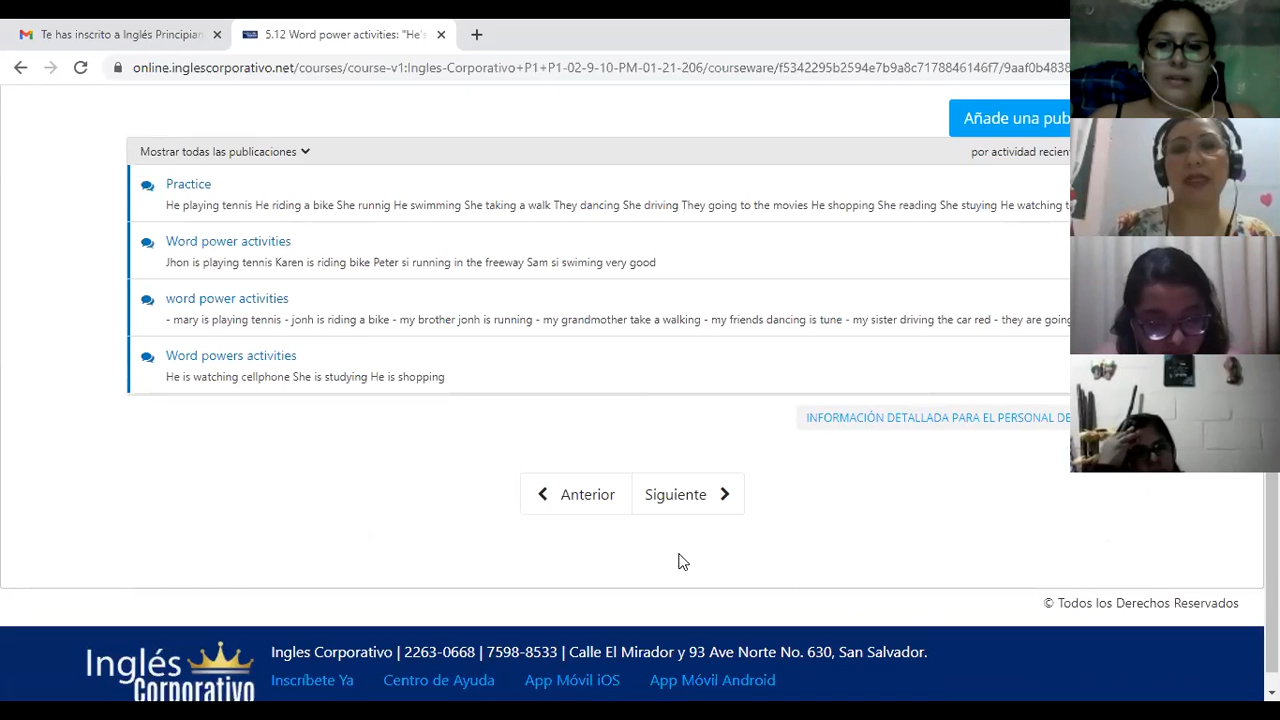 Te has inscrito a Inglés Principian
5.12 Word power activities: "He's
online.inglescorporativo.net/courses/course-v1:Ingles-Corporativo+P1+P1-02-9-10-PM-01-21-206/courseware/f5342295b2594e7b9a8c7178846146f7/9aaf0b4838
Añade una pub
Mostrar todas las publicaciones
por actividad recien
Practice
He playing tennis He riding a bike She runnig He swimming She taking a walk They dancing She driving They going to the movies He shopping She reading She stuying He watching t
Word power activities
Jhon is playing tennis Karen is riding bike Peter si running in the freeway Sam si swiming very good
word power activities
- mary is playing tennis - jonh is riding a bike - my brother jonh is running - my grandmother take a walking - my friends dancing is tune - my sister driving the car red - they are going
Word powers activities
He is watching cellphone She is studying He is shopping
INFORMACIÓN DETALLADA PARA EL PERSONAL DE
Anterior
Siguiente
© Todos los Derechos Reservados
Inglés Corporativo
Ingles Corporativo | 2263-0668 | 7598-8533 | Calle El Mirador y 93 Ave Norte No. 630, San Salvador.
Inscríbete Ya
Centro de Ayuda
App Móvil iOS
App Móvil Android